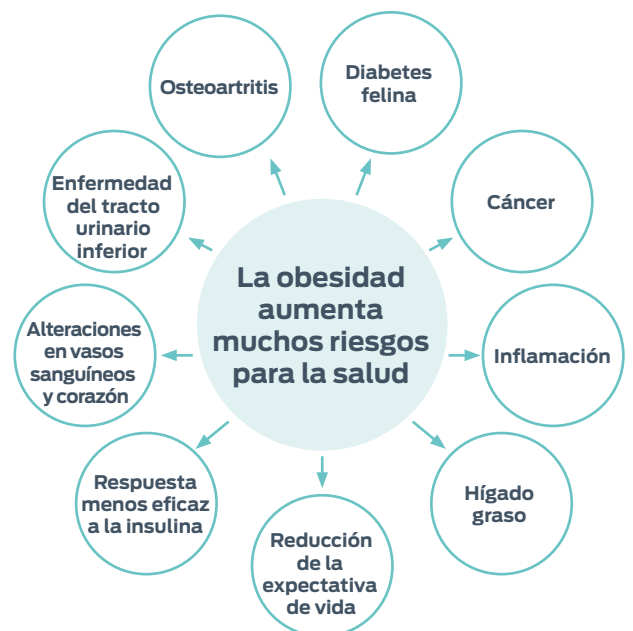 Diabetes
felina
Osteoartritis
Enfermedad
del tracto
urinario
inferior
Cáncer
La obesidad
aumenta
muchos riesgos
para la salud
Alteraciones
en vasos
sanguíneos
y corazón
Inflamación
Respuesta
menos eficaz
a la insulina
Hígado
graso
Reducción
de la
expectativa
de vida